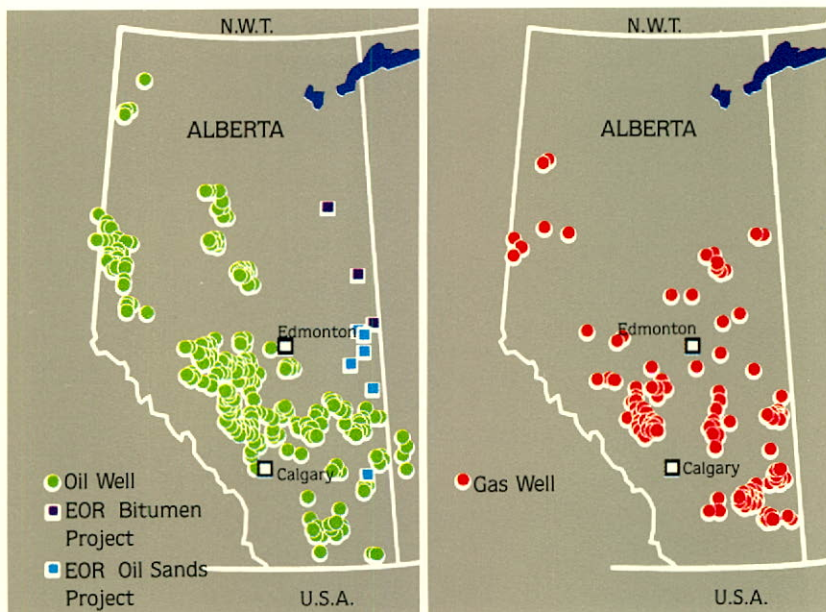 N.W.T.
ALBERTA
Edmonton
Calgary
Oil Well
EOR Bitumen
Project
EOR Oil Sands
Project
U.S.A.
N.W.T.
ALBERTA
Edmonton
Calgary
Gas Well
U.S.A.